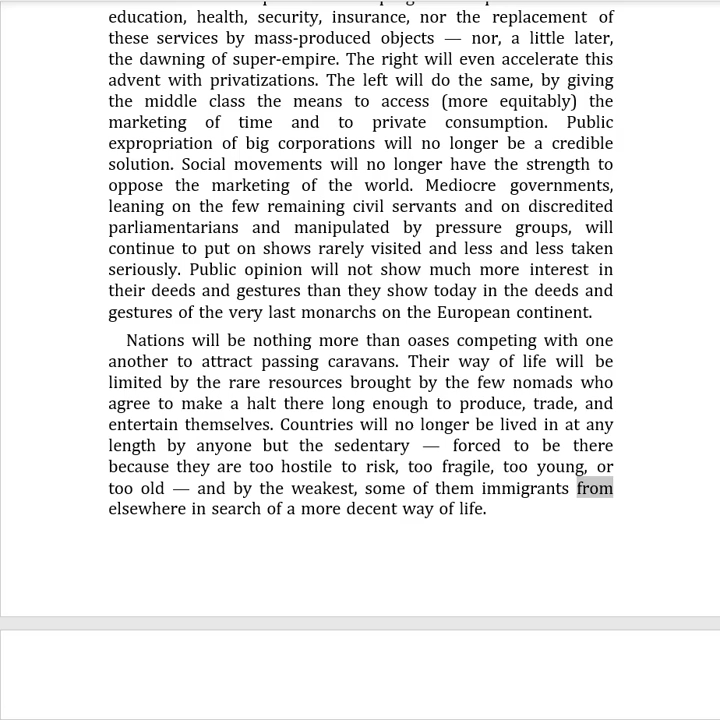 education, health, security, insurance, nor the replacement of
these services by mass-produced objects — nor, a little later,
the dawning of super-empire. The right will even accelerate this
advent with privatizations. The left will do the same, by giving
the middle class the means to access (more equitably) the
marketing of time and to private consumption. Public
expropriation of big corporations will no longer be a credible
solution. Social movements will no longer have the strength to
oppose the marketing of the world. Mediocre governments,
leaning on the few remaining civil servants and on discredited
parliamentarians and manipulated by pressure groups, will
continue to put on shows rarely visited and less and less taken
seriously. Public opinion will not show much more interest in
their deeds and gestures than they show today in the deeds and
gestures of the very last monarchs on the European continent.
Nations will be nothing more than oases competing with one
another to attract passing caravans. Their way of life will be
limited by the rare resources brought by the few nomads who
agree to make a halt there long enough to produce, trade, and
entertain themselves. Countries will no longer be lived in at any
length by anyone but the sedentary — forced to be there
because they are too hostile to risk, too fragile, too young, or
too old — and by the weakest, some of them immigrants from
elsewhere in search of a more decent way of life.